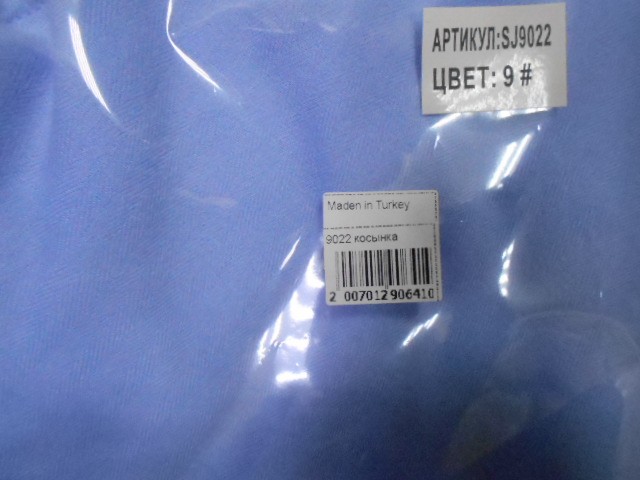 АРТИКУЛ:SJ9022
ЦВЕТ: 9 #
Maden in Turkey
9022 косынка
2 007012 906410